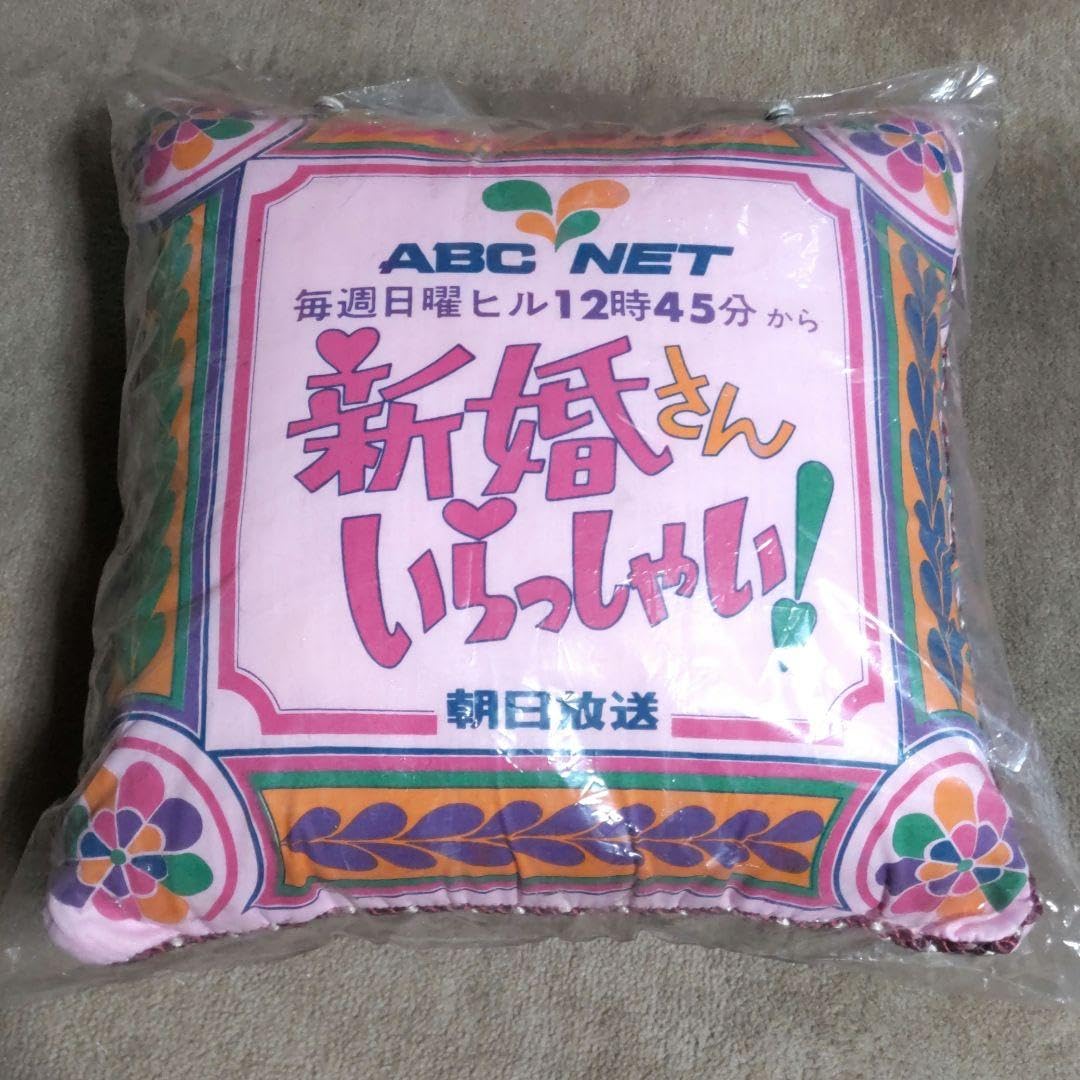 ABC NET
毎週日曜ヒル12時45分から
新婚さん
いらっしゃい!
朝日放送